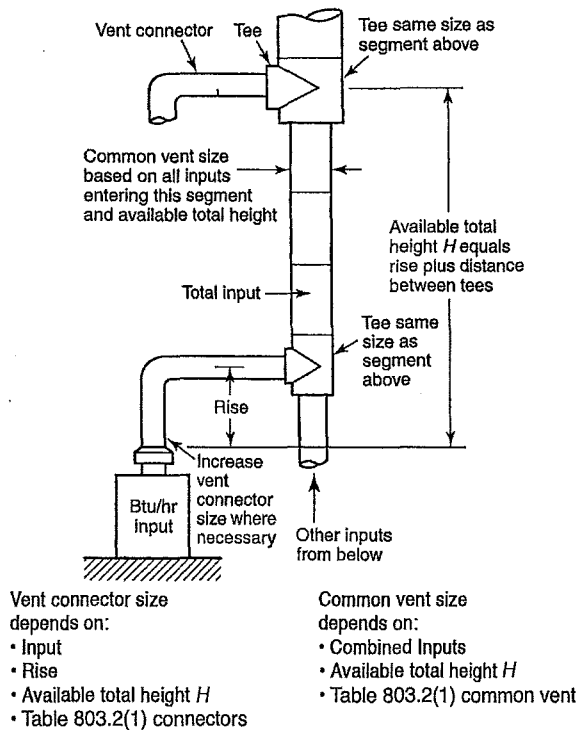 Vent connector
Tee
Tee same size as
segment above
Common vent size
based on all inputs
entering this segment
and available total height
Available total
height H equals
rise plus distance
between tees
Total input
Tee same
size as
segment
above
Rise
Increase
vent
connector
size where
necessary
Btu/hr
input
Other inputs
from below
Vent connector size
depends on:
• Input
• Rise
• Available total height H
• Table 803.2(1) connectors
Common vent size
depends on:
• Combined Inputs
• Available total height H
• Table 803.2(1) common vent